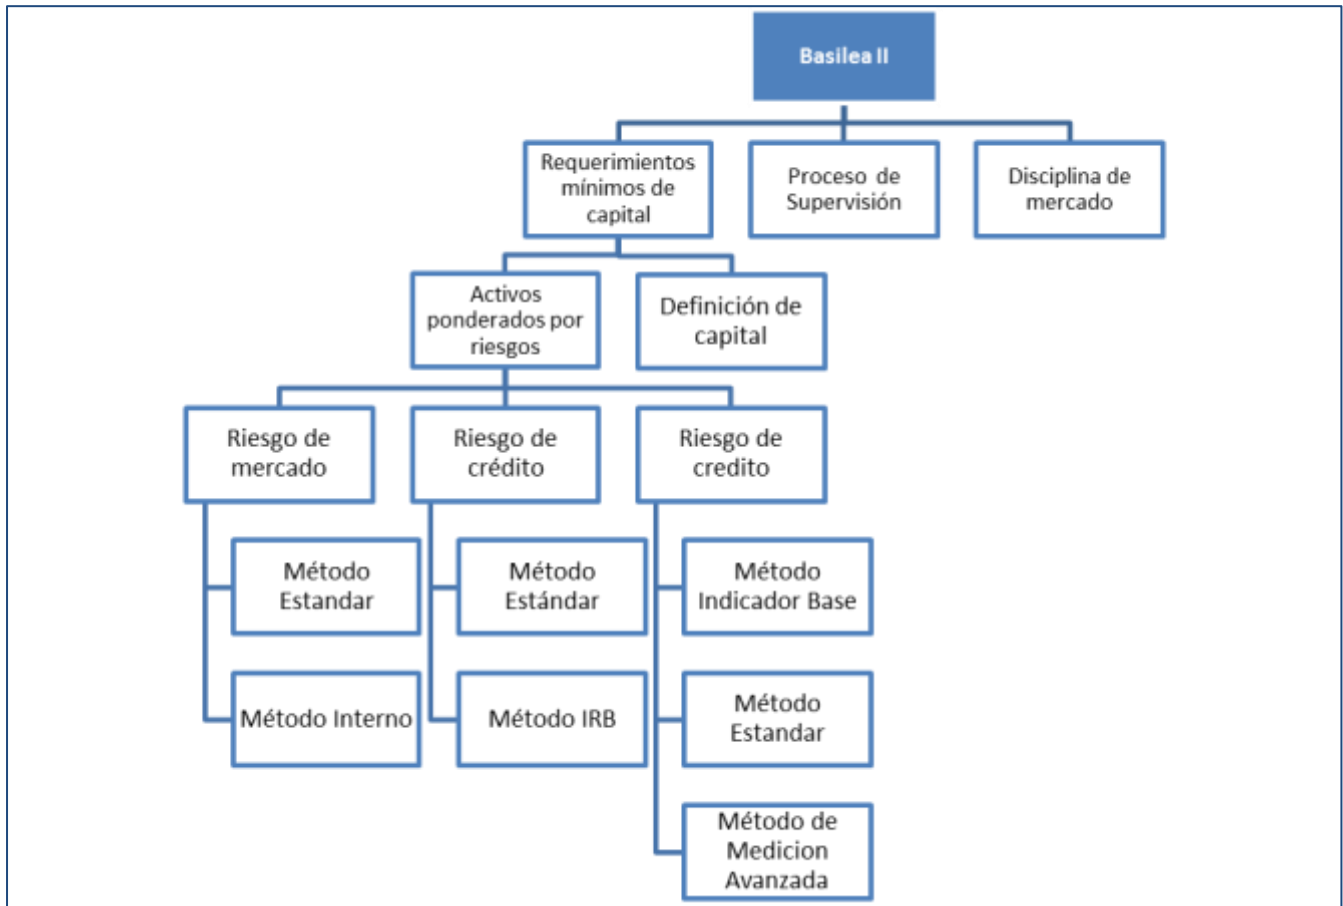 Basilea II
Requerimientos
mínimos de
capital
Proceso de
Supervisión
Disciplina de
mercado
Activos
ponderados por
riesgos
Definición de
capital
Riesgo de
mercado
Riesgo de
crédito
Riesgo de
credito
Método
Estandar
Método
Estándar
Método
Indicador Base
Método Interno
Método IRB
Método
Estandar
Método de
Medicion
Avanzada